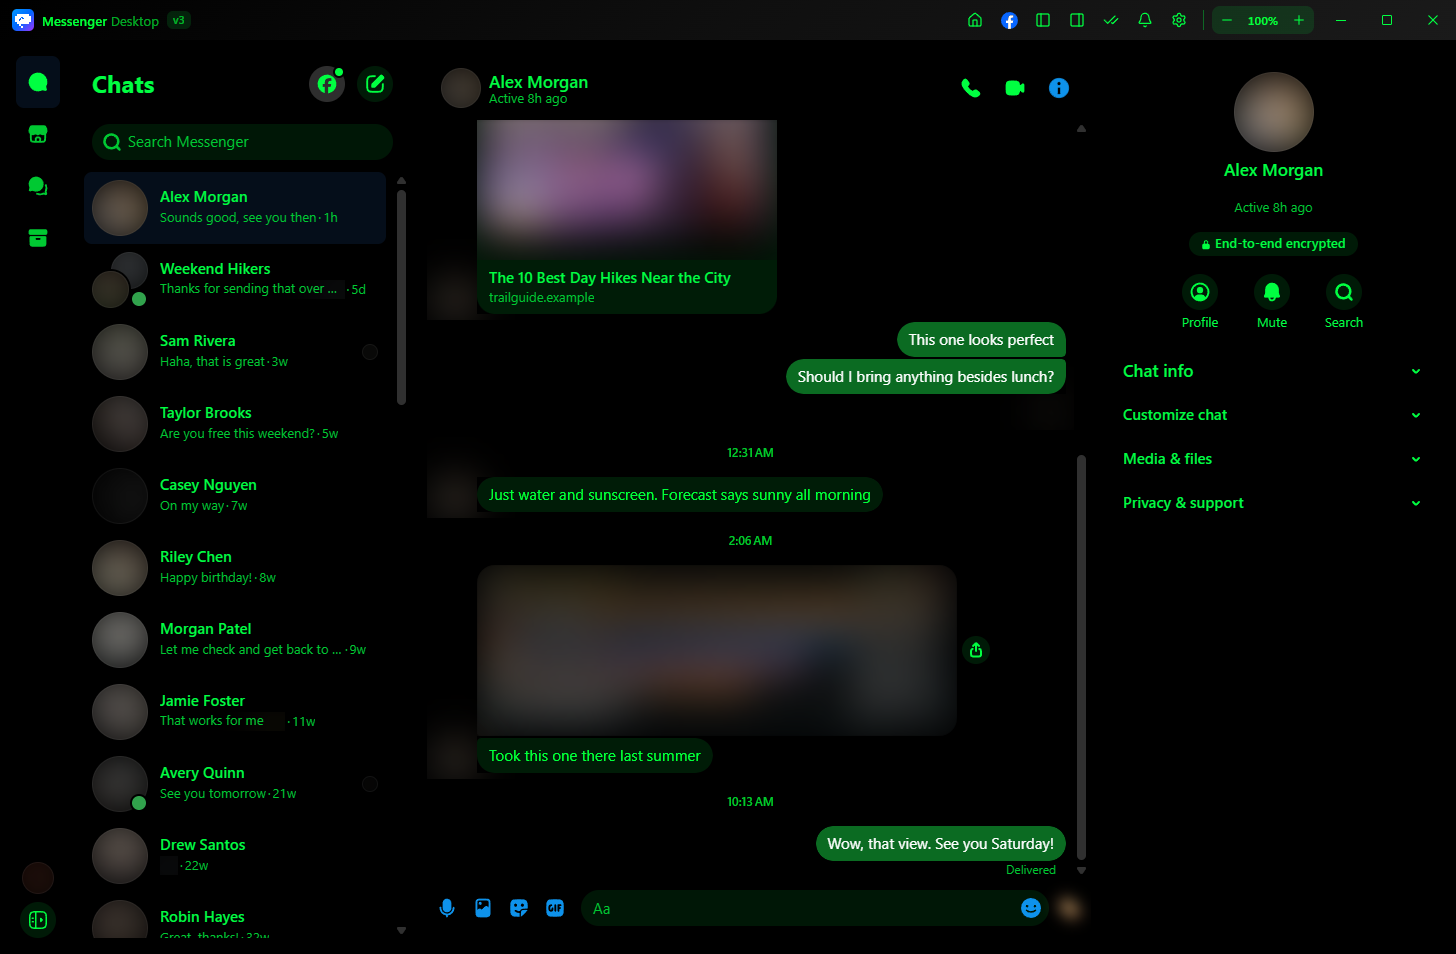 Messenger Desktop v3
100%
Chats
Search Messenger
Alex Morgan
Sounds good, see you then · 1h
Weekend Hikers
Thanks for sending that over ... · 5d
Sam Rivera
Haha, that is great · 3w
Taylor Brooks
Are you free this weekend? · 5w
Casey Nguyen
On my way · 7w
Riley Chen
Happy birthday! · 8w
Morgan Patel
Let me check and get back to ... · 9w
Jamie Foster
That works for me · 11w
Avery Quinn
See you tomorrow · 21w
Drew Santos
· 22w
Robin Hayes
Great, thanks! · 32w
Alex Morgan
Active 8h ago
The 10 Best Day Hikes Near the City
trailguide.example
This one looks perfect
Should I bring anything besides lunch?
12:31 AM
Just water and sunscreen. Forecast says sunny all morning
2:06 AM
Took this one there last summer
10:13 AM
Wow, that view. See you Saturday!
Delivered
GIF
Aa
Alex Morgan
Active 8h ago
End-to-end encrypted
Profile
Mute
Search
Chat info
Customize chat
Media & files
Privacy & support